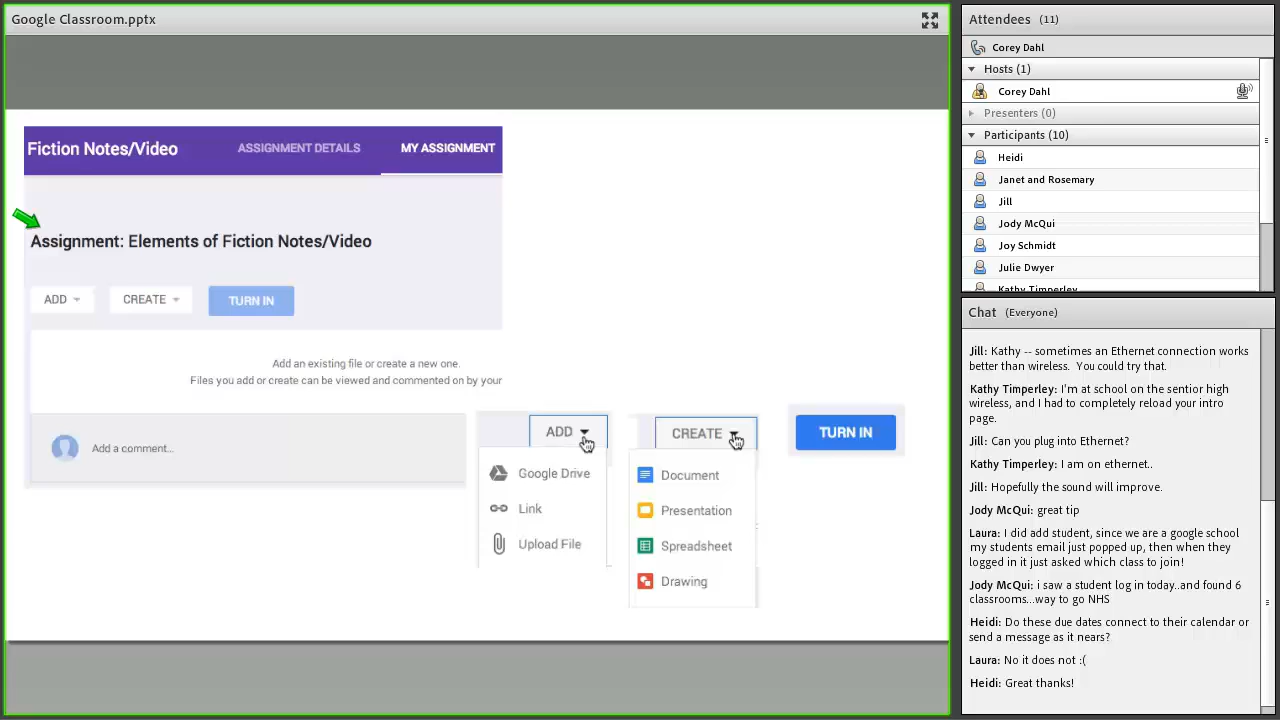 Google Classroom.pptx
Fiction Notes/Video
ASSIGNMENT DETAILS
MY ASSIGNMENT
Assignment: Elements of Fiction Notes/Video
ADD
CREATE
TURN IN
Add an existing file or create a new one.
Files you add or create can be viewed and commented on by your
Add a comment...
ADD
Google Drive
Link
Upload File
CREATE
Document
Presentation
Spreadsheet
Drawing
TURN IN
Attendees (11)
Corey Dahl
Hosts (1)
Corey Dahl
Presenters (0)
Participants (10)
Heidi
Janet and Rosemary
Jill
Jody McQui
Joy Schmidt
Julie Dwyer
Kathy Timperley
Chat (Everyone)
Jill: Kathy -- sometimes an Ethernet connection works
better than wireless. You could try that.
Kathy Timperley: I'm at school on the sentior high
wireless, and I had to completely reload your intro
page.
Jill: Can you plug into Ethernet?
Kathy Timperley: I am on ethernet..
Jill: Hopefully the sound will improve.
Jody McQui: great tip
Laura: I did add student, since we are a google school
my students email just popped up, then when they
logged in it just asked which class to join!
Jody McQui: i saw a student log in today..and found 6
classrooms...way to go NHS
Heidi: Do these due dates connect to their calendar or
send a message as it nears?
Laura: No it does not :(
Heidi: Great thanks!